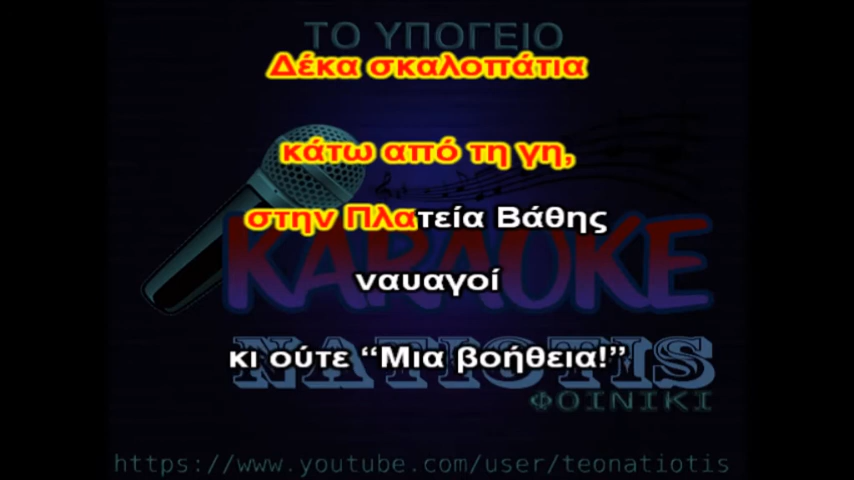 ΤΟ ΥΠΟΓΕΙΟ
Δέκα σκαλοπάτια
κάτω από τη γη,
στην Πλατεία Βάθης
KARAOKE
ναυαγοί
κι ούτε “Μια βοήθεια!”
NATIOTIS
ΦΟΙΝΙΚΙ
https://www.youtube.com/user/teonatiotis